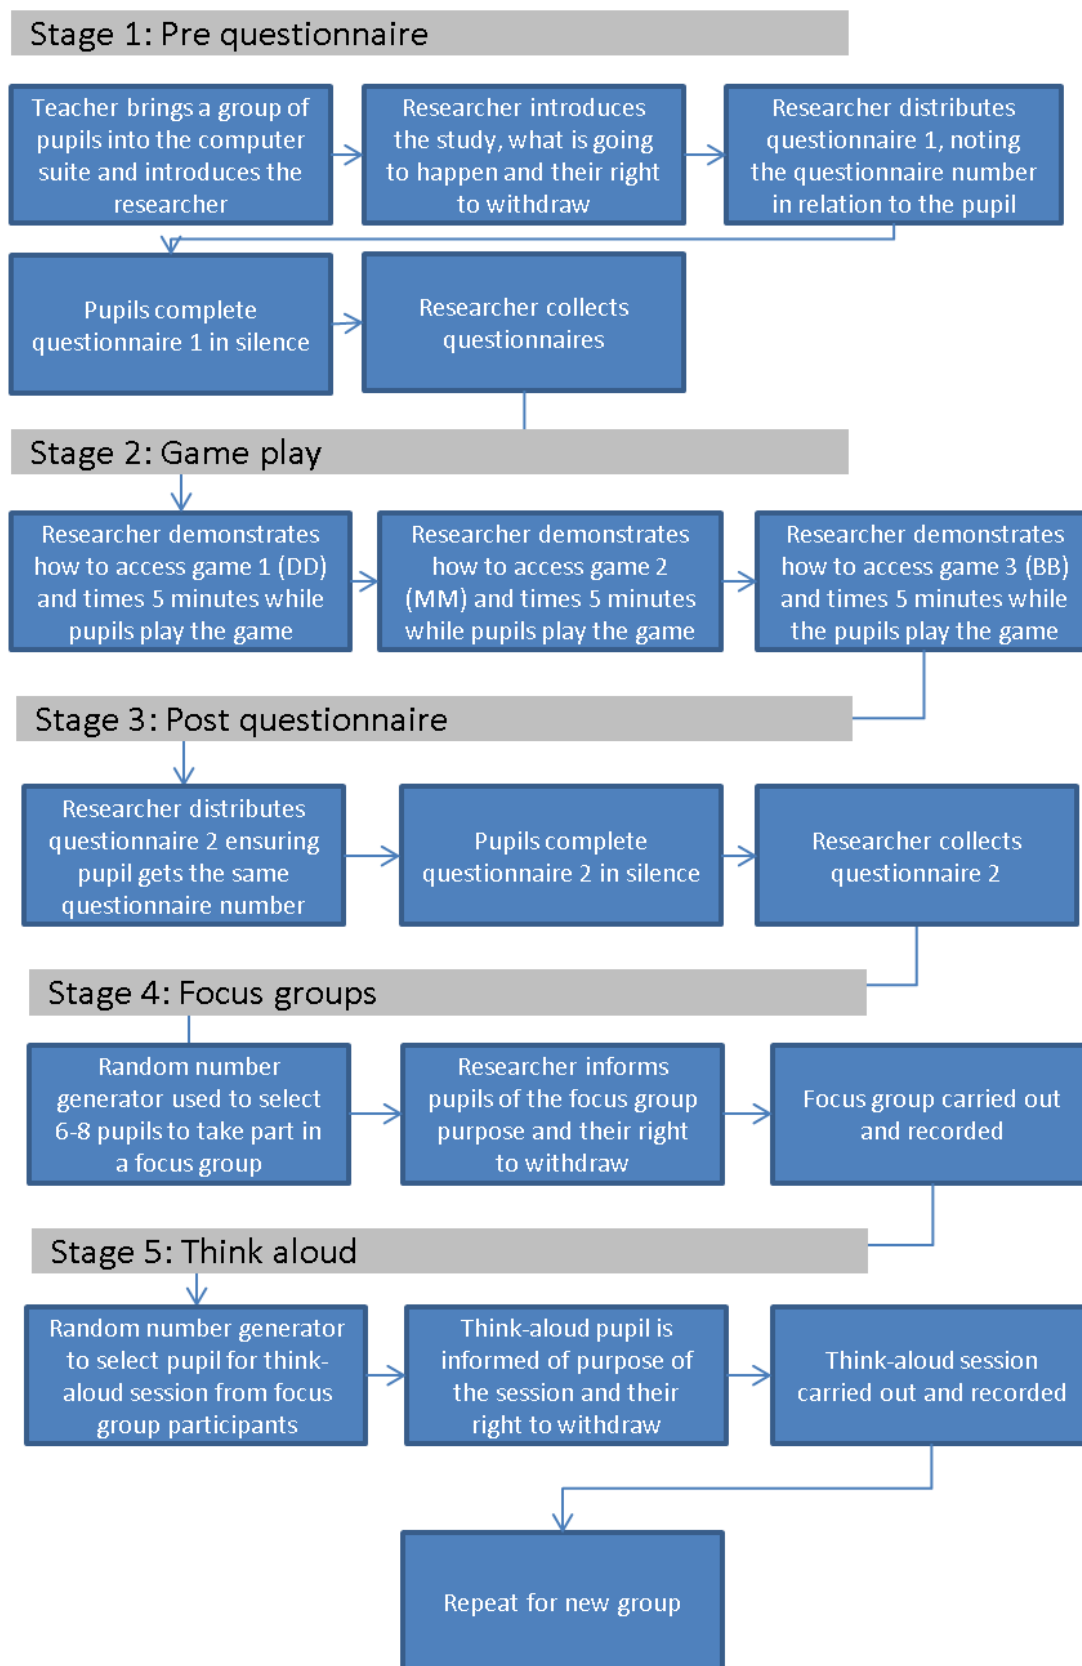 Stage 1: Pre questionnaire
Teacher brings a group of
pupils into the computer
suite and introduces the
researcher
Researcher introduces
the study, what is going
to happen and their right
to withdraw
Researcher distributes
questionnaire 1, noting
the questionnaire number
in relation to the pupil
Pupils complete
questionnaire 1 in silence
Researcher collects
questionnaires
Stage 2: Game play
Researcher demonstrates
how to access game 1 (DD)
and times 5 minutes while
pupils play the game
Researcher demonstrates
how to access game 2
(MM) and times 5 minutes
while pupils play the game
Researcher demonstrates
how to access game 3 (BB)
and times 5 minutes while
the pupils play the game
Stage 3: Post questionnaire
Researcher distributes
questionnaire 2 ensuring
pupil gets the same
questionnaire number
Pupils complete
questionnaire 2 in silence
Researcher collects
questionnaire 2
Stage 4: Focus groups
Random number
generator used to select
6-8 pupils to take part in
a focus group
Researcher informs
pupils of the focus group
purpose and their right
to withdraw
Focus group carried out
and recorded
Stage 5: Think aloud
Random number generator
to select pupil for think-
aloud session from focus
group participants
Think-aloud pupil is
informed of purpose of
the session and their
right to withdraw
Think-aloud session
carried out and recorded
Repeat for new group